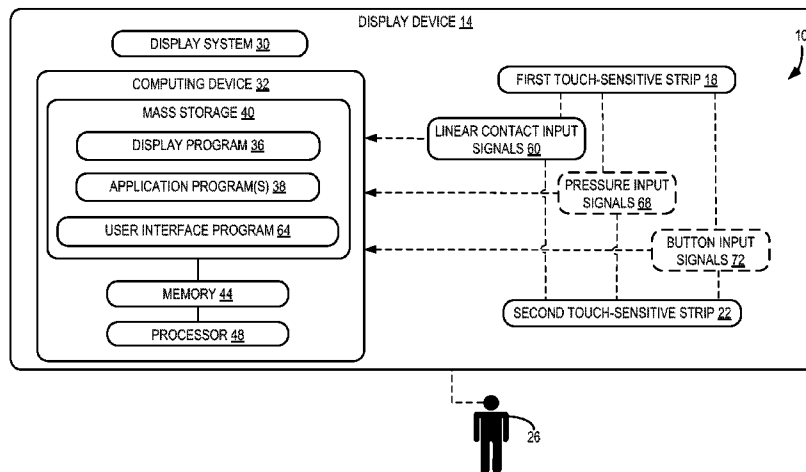 DISPLAY DEVICE 14
10
DISPLAY SYSTEM 30
COMPUTING DEVICE 32
MASS STORAGE 40
DISPLAY PROGRAM 36
APPLICATION PROGRAM(S) 38
USER INTERFACE PROGRAM 64
MEMORY 44
PROCESSOR 48
FIRST TOUCH-SENSITIVE STRIP 18
LINEAR CONTACT INPUT
SIGNALS 60
PRESSURE INPUT
SIGNALS 68
BUTTON INPUT
SIGNALS 72
SECOND TOUCH-SENSITIVE STRIP 22
26